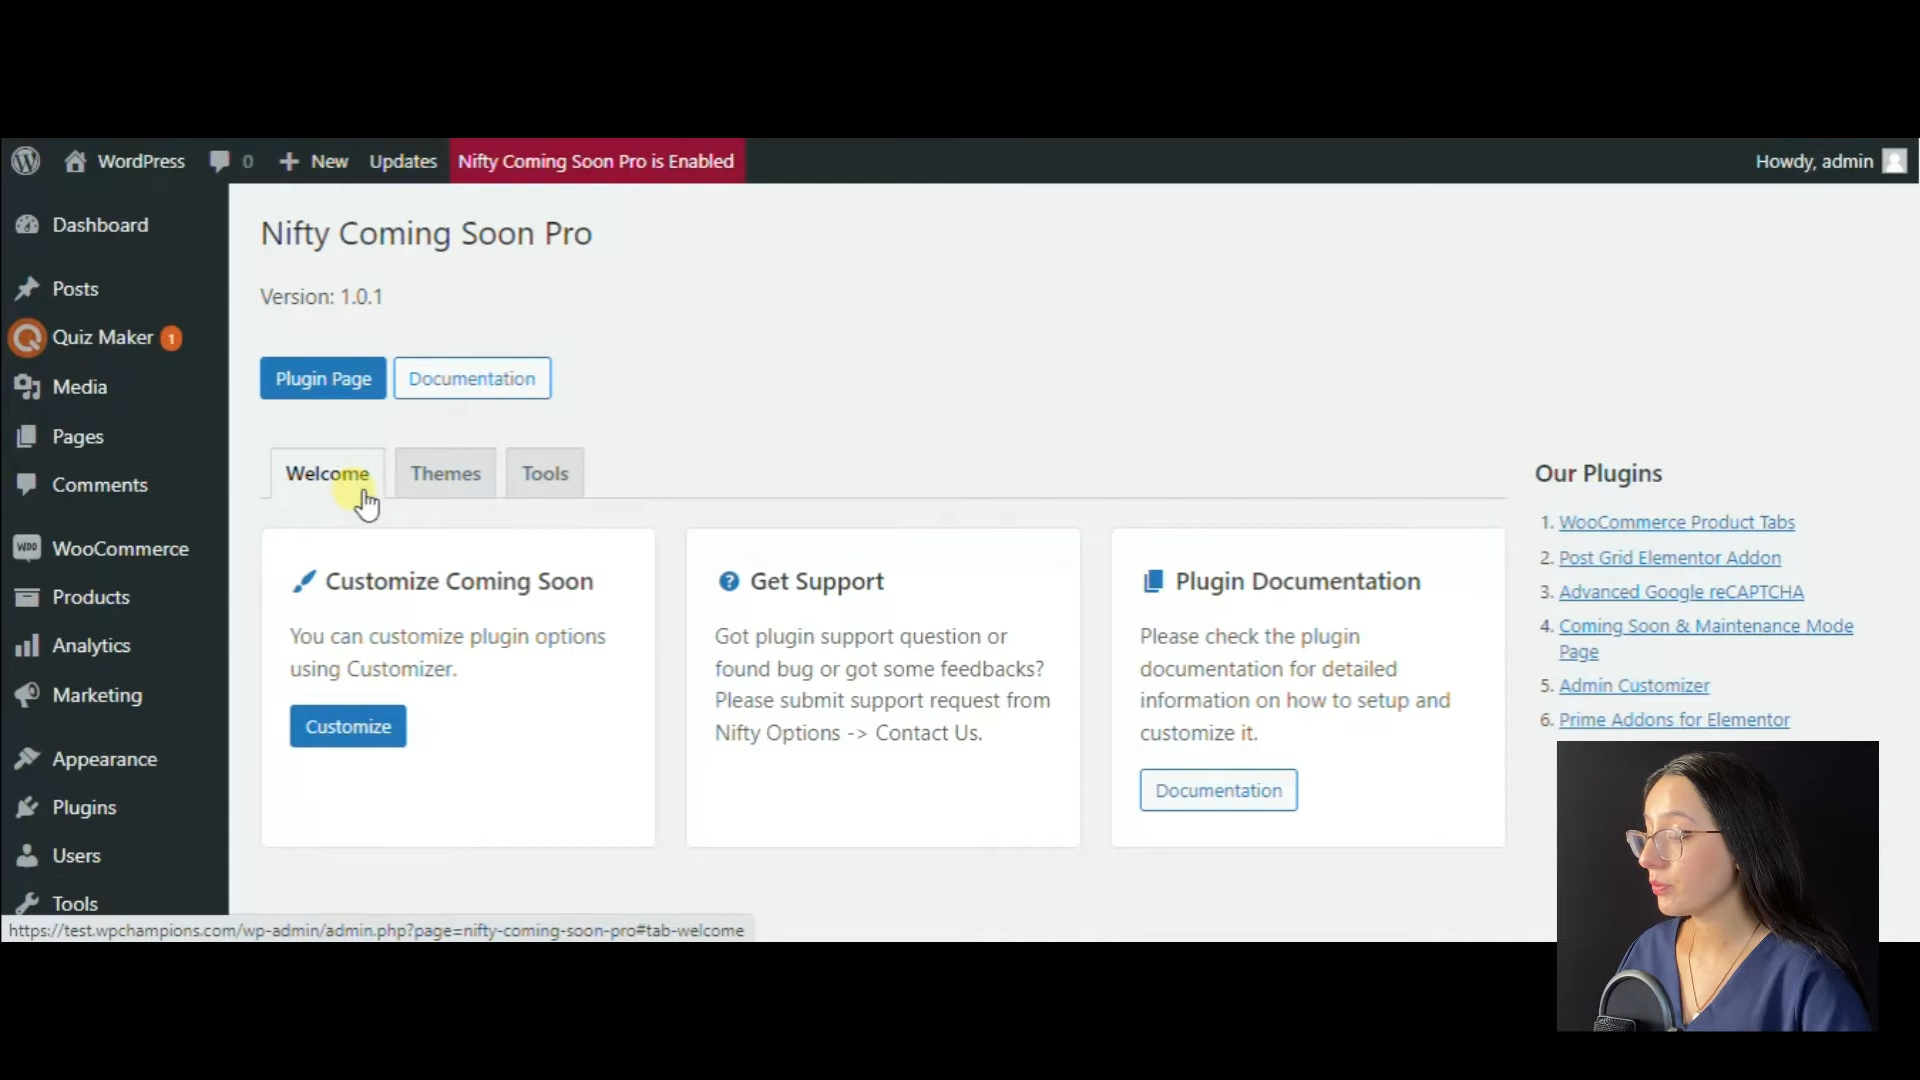 WordPress 0 New Updates Nifty Coming Soon Pro is Enabled Howdy, admin
Dashboard
Posts
Quiz Maker 1
Media
Pages
Comments
WOO WooCommerce
Products
Analytics
Marketing
Appearance
Plugins
Users
Tools
Nifty Coming Soon Pro
Version: 1.0.1
Plugin Page Documentation
Welcome Themes Tools
Customize Coming Soon
You can customize plugin options
using Customizer.
Customize
Get Support
Got plugin support question or
found bug or got some feedbacks?
Please submit support request from
Nifty Options -> Contact Us.
Plugin Documentation
Please check the plugin
documentation for detailed
information on how to setup and
customize it.
Documentation
Our Plugins
1. WooCommerce Product Tabs
2. Post Grid Elementor Addon
3. Advanced Google reCAPTCHA
4. Coming Soon & Maintenance Mode
Page
5. Admin Customizer
6. Prime Addons for Elementor
https://test.wpchampions.com/wp-admin/admin.php?page=nifty-coming-soon-pro#tab-welcome